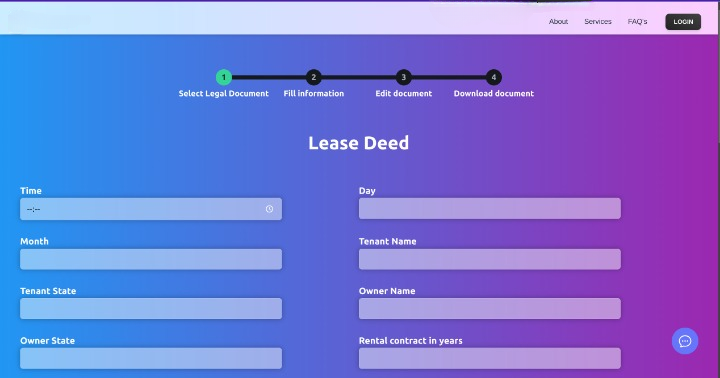 About Services FAQ's LOGIN
1 2 3 4
Select Legal Document Fill information Edit document Download document
Lease Deed
Time Day
--:--
Month Tenant Name
Tenant State Owner Name
Owner State Rental contract in years